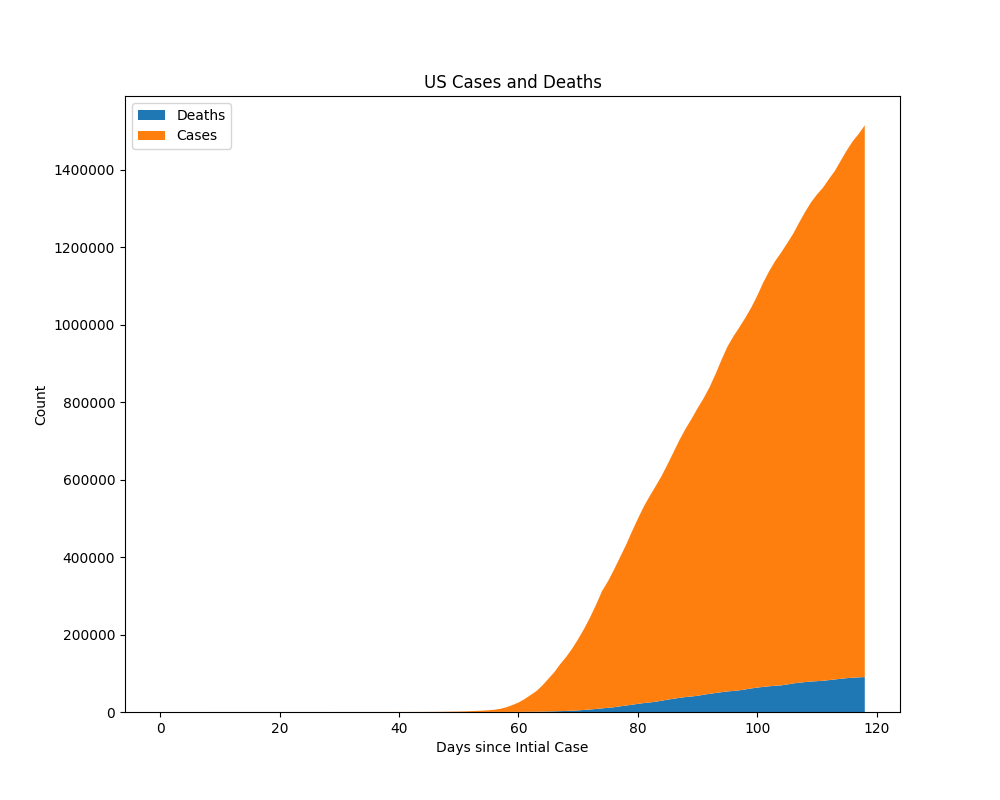 US Cases and Deaths
Deaths
Cases
1400000
1200000
1000000
800000
600000
400000
200000
0
Count
0 20 40 60 80 100 120
Days since Intial Case